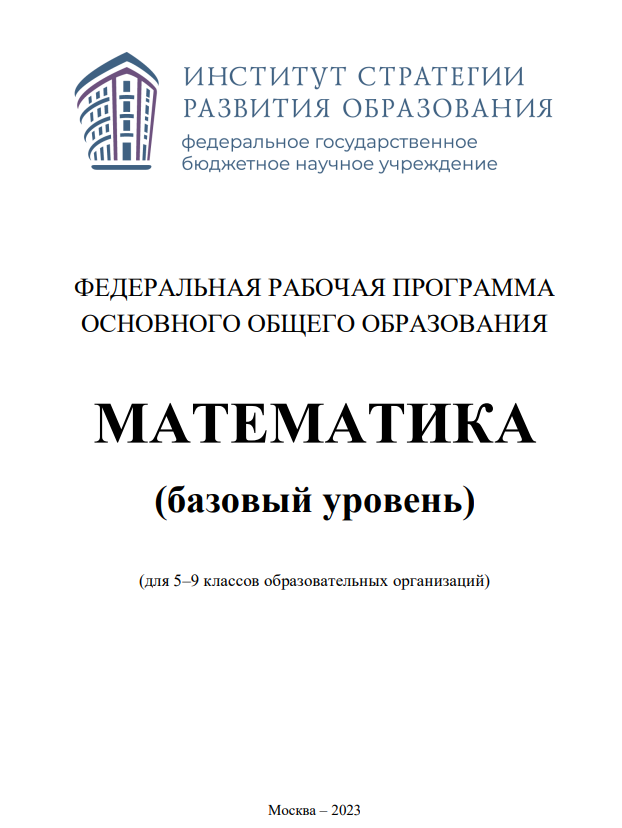 ИНСТИТУТ СТРАТЕГИИ
РАЗВИТИЯ ОБРАЗОВАНИЯ
федеральное государственное
бюджетное научное учреждение
ФЕДЕРАЛЬНАЯ РАБОЧАЯ ПРОГРАММА
ОСНОВНОГО ОБЩЕГО ОБРАЗОВАНИЯ
МАТЕМАТИКА
(базовый уровень)
(для 5–9 классов образовательных организаций)
Москва – 2023